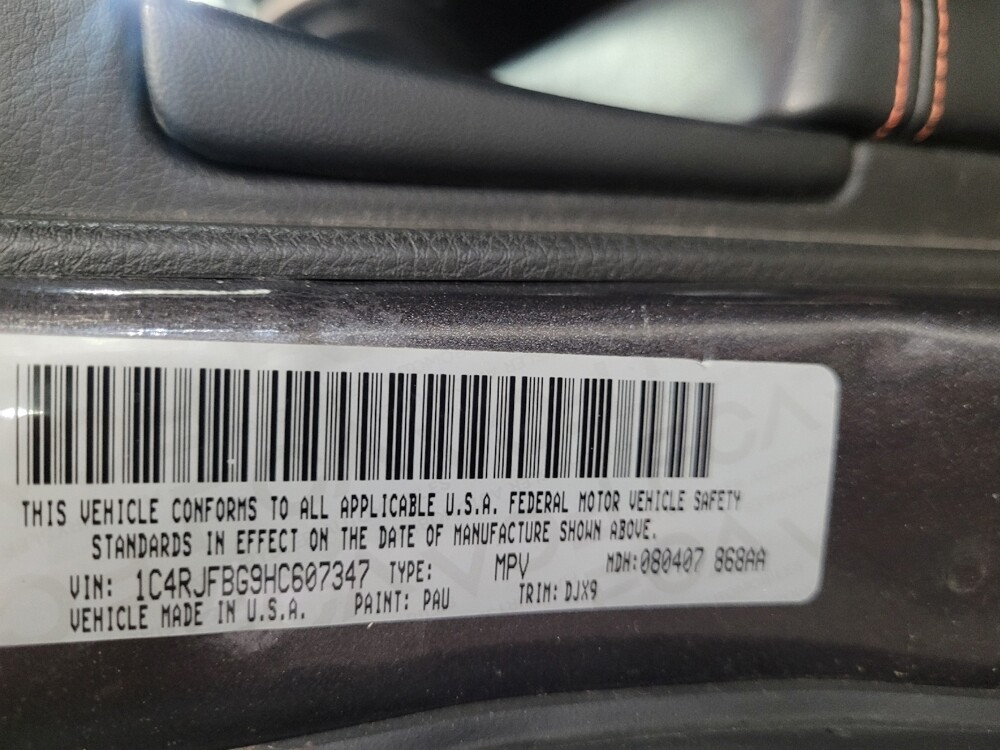 THIS VEHICLE CONFORMS TO ALL APPLICABLE U.S.A. FEDERAL MOTOR VEHICLE SAFETY
STANDARDS IN EFFECT ON THE DATE OF MANUFACTURE SHOWN ABOVE.
VIN: 1C4RJFBG9HC607347 TYPE: MPV MDH:080407 868AA
VEHICLE MADE IN U.S.A. PAINT: PAU TRIM: DJX9